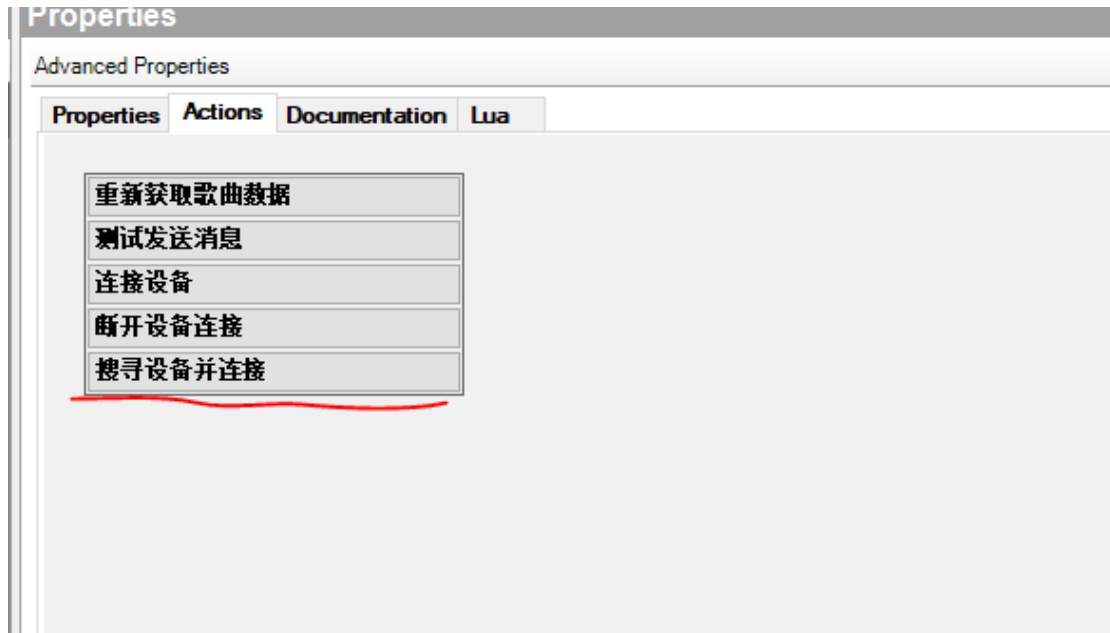 Properties
Advanced Properties
Properties Actions Documentation Lua
重新获取歌曲数据
测试发送消息
连接设备
断开设备连接
搜寻设备并连接